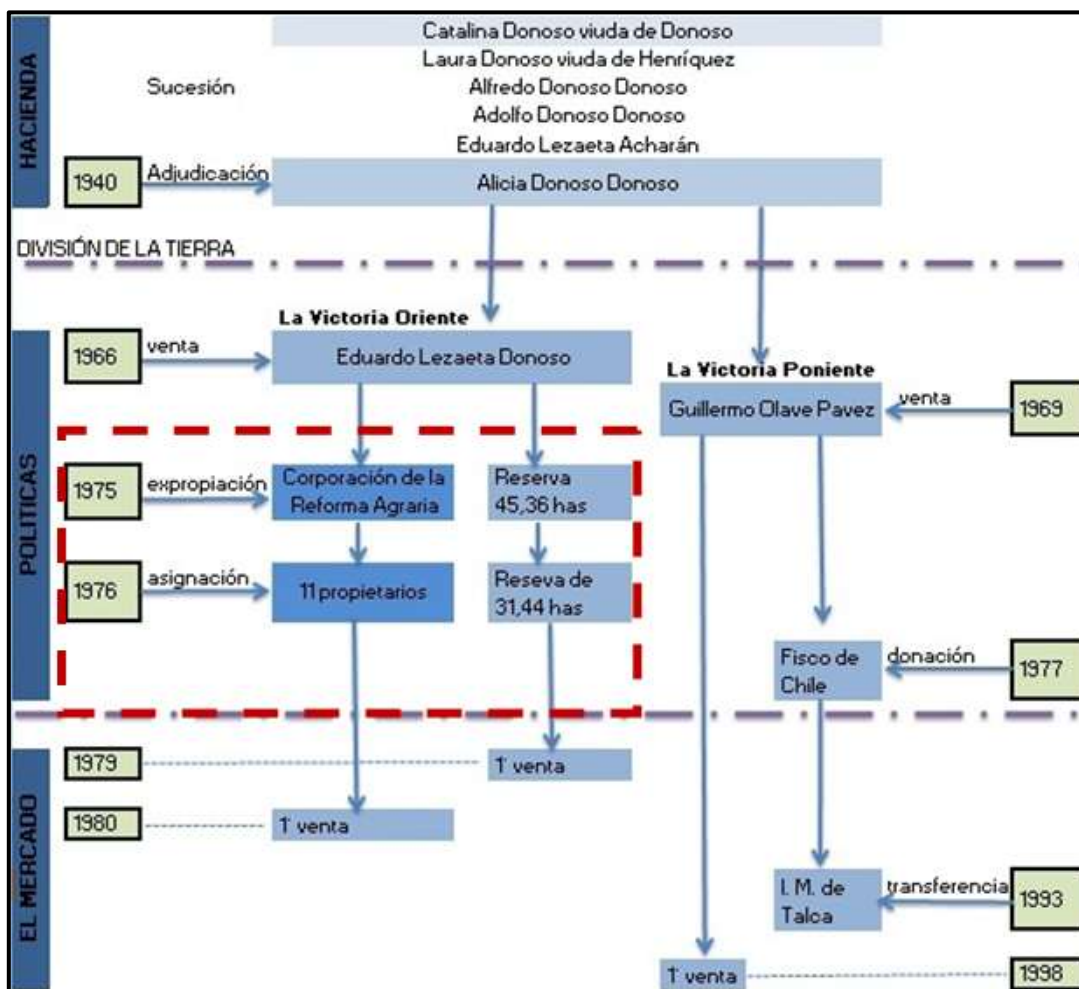 HACIENDA
Catalina Donoso viuda de Donoso
Laura Donoso viuda de Henríquez
Sucesión
Alfredo Donoso Donoso
Adolfo Donoso Donoso
Eduardo Lezaeta Acharán
1940
Adjudicación
Alicia Donoso Donoso
DIVISIÓN DE LA TIERRA
POLITICAS
La Victoria Oriente
1966
venta
Eduardo Lezaeta Donoso
La Victoria Poniente
Guillermo Olave Pavez
venta
1969
1975
expropiación
Corporación de la
Reforma Agraria
Reserva
45,36 has
1976
asignación
11 propietarios
Reseva de
31,44 has
Fisco de
Chile
donación
1977
EL MERCADO
1979
1' venta
1980
1' venta
I. M. de
Talca
transferencia
1993
1' venta
1998